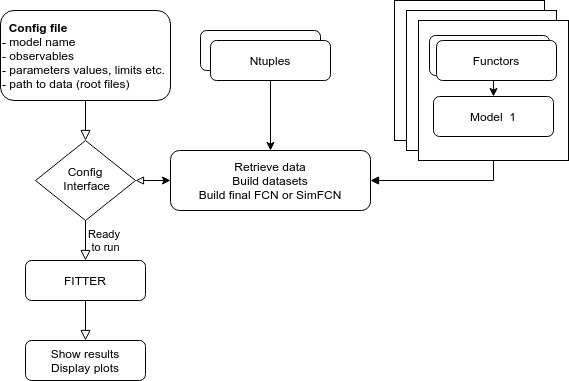 Config file
- model name
- observables
- parameters values, limits etc.
- path to data (root files)
Ntuples
Functors
Model 1
Config
Interface
Retrieve data
Build datasets
Build final FCN or SimFCN
Ready
to run
FITTER
Show results
Display plots